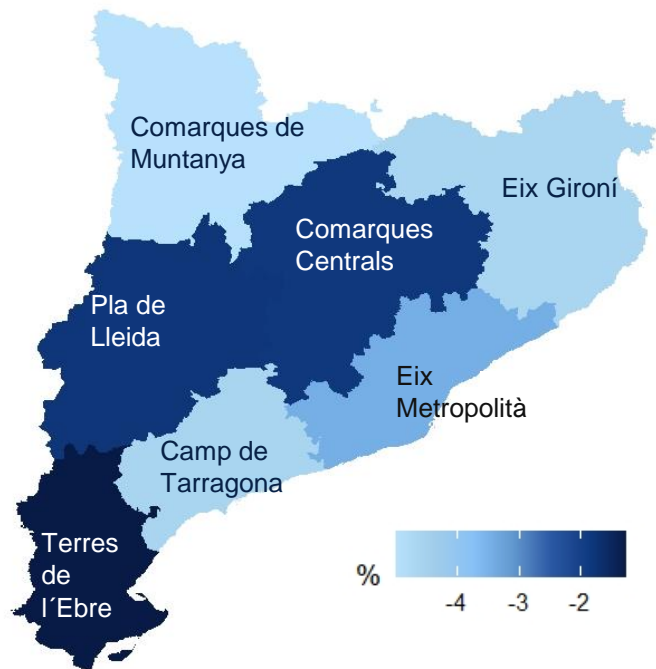 Comarques de
Muntanya
Eix Gironí
Comarques
Centrals
Pla de
Lleida
Eix
Metropolità
Camp de
Tarragona
Terres
de
l´Ebre
%
-4 -3 -2